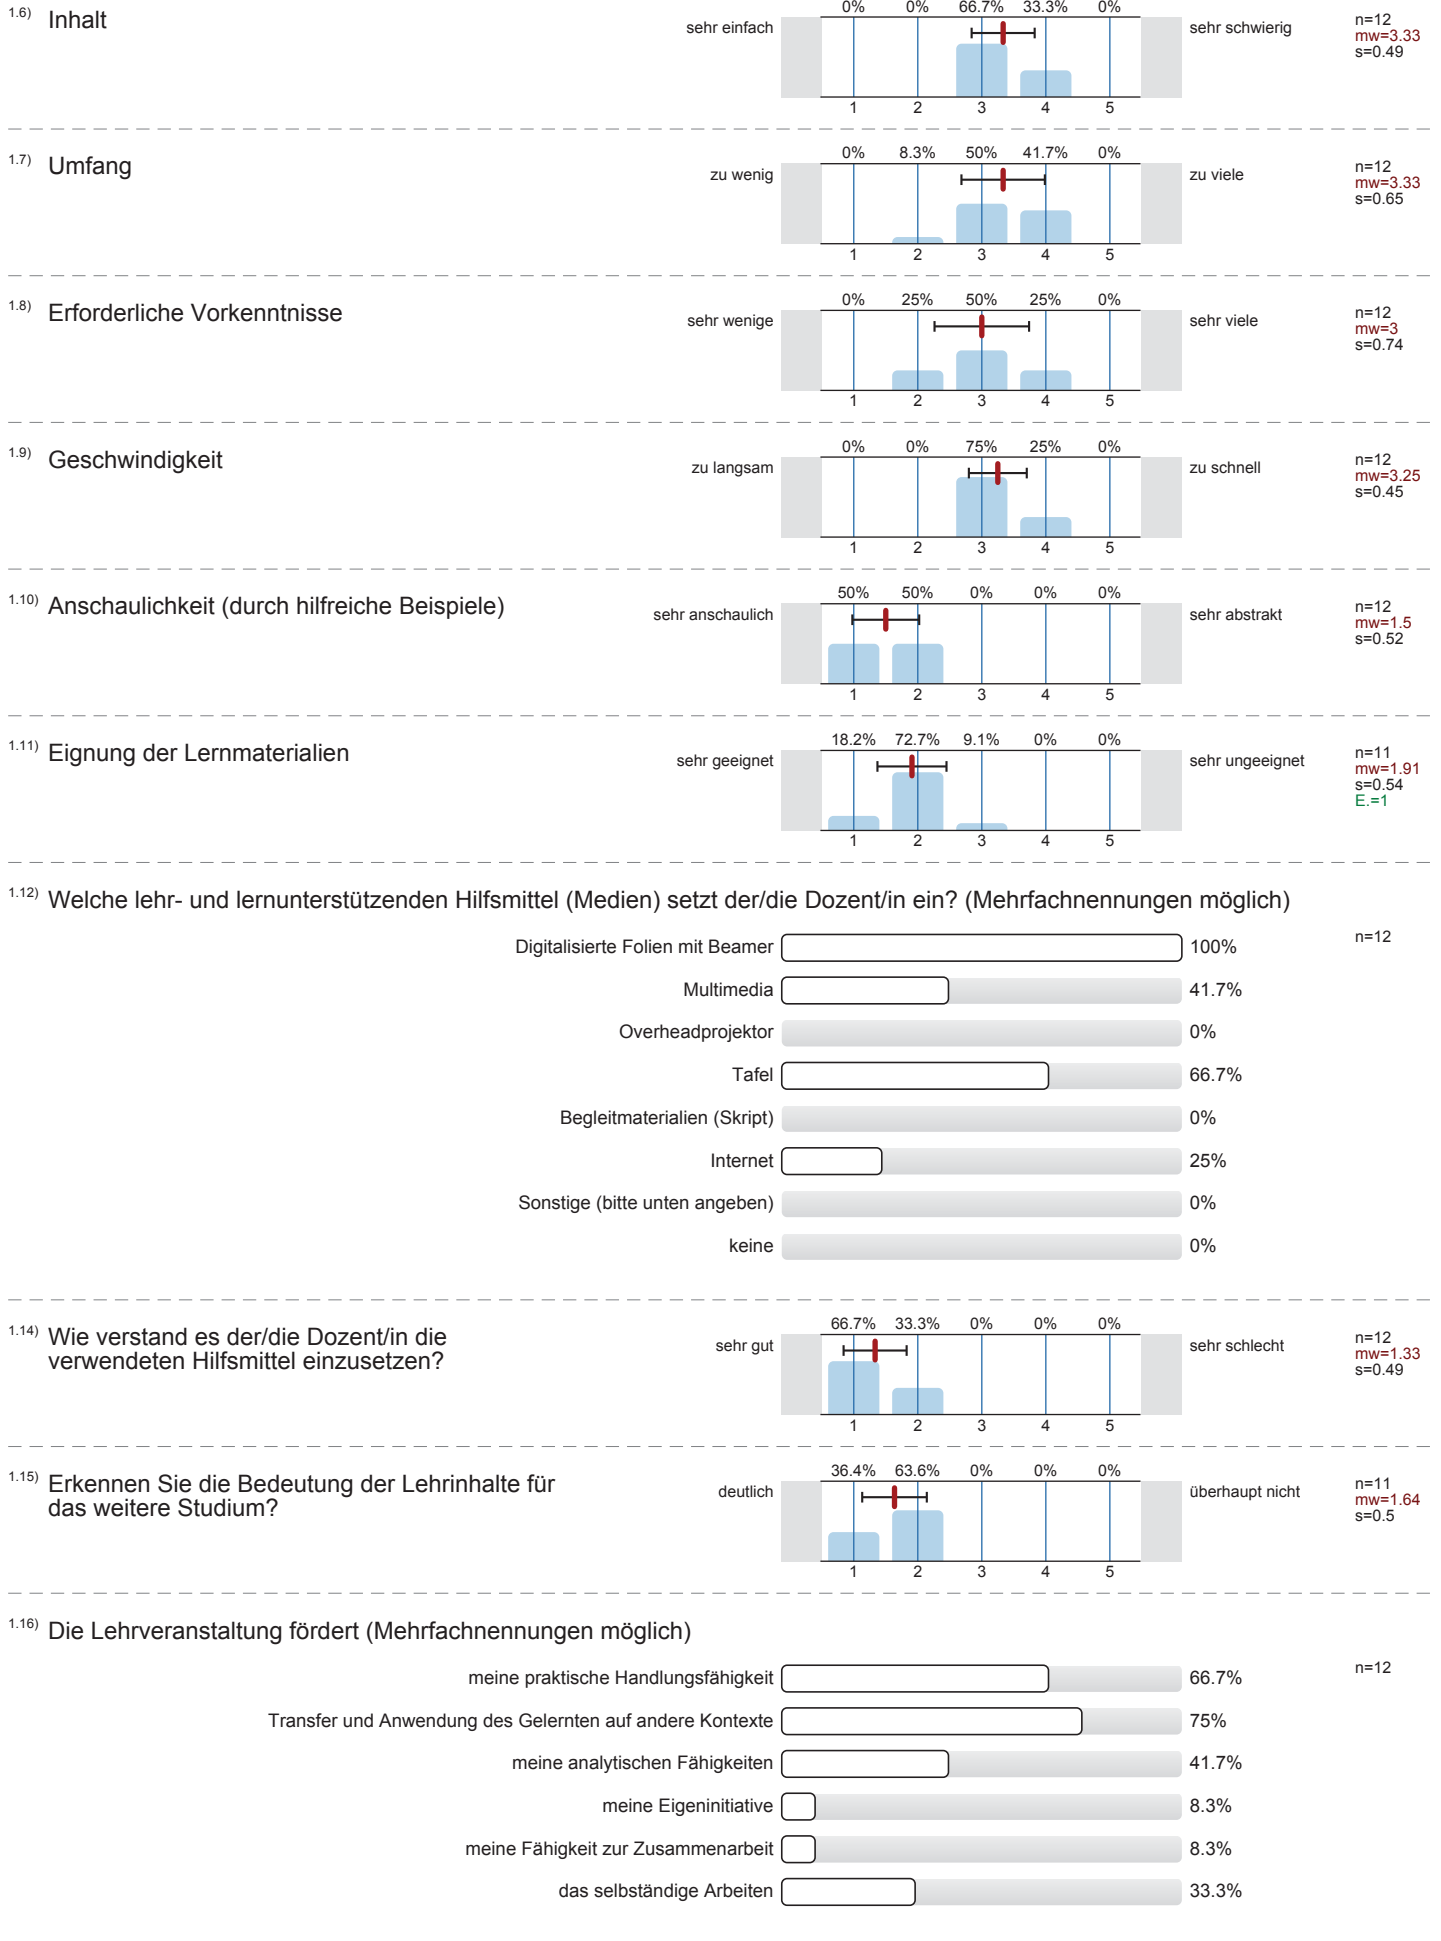 1.6) Inhalt
sehr einfach
0% 0% 66.7% 33.3% 0%
1 2 3 4 5
sehr schwierig
n=12
mw=3.33
s=0.49
1.7) Umfang
zu wenig
0% 8.3% 50% 41.7% 0%
1 2 3 4 5
zu viele
n=12
mw=3.33
s=0.65
1.8) Erforderliche Vorkenntnisse
sehr wenige
0% 25% 50% 25% 0%
1 2 3 4 5
sehr viele
n=12
mw=3
s=0.74
1.9) Geschwindigkeit
zu langsam
0% 0% 75% 25% 0%
1 2 3 4 5
zu schnell
n=12
mw=3.25
s=0.45
1.10) Anschaulichkeit (durch hilfreiche Beispiele)
sehr anschaulich
50% 50% 0% 0% 0%
1 2 3 4 5
sehr abstrakt
n=12
mw=1.5
s=0.52
1.11) Eignung der Lernmaterialien
sehr geeignet
18.2% 72.7% 9.1% 0% 0%
1 2 3 4 5
sehr ungeeignet
n=11
mw=1.91
s=0.54
E.=1
1.12) Welche lehr- und lernunterstützenden Hilfsmittel (Medien) setzt der/die Dozent/in ein? (Mehrfachnennungen möglich)
Digitalisierte Folien mit Beamer 100% n=12
Multimedia 41.7%
Overheadprojektor 0%
Tafel 66.7%
Begleitmaterialien (Skript) 0%
Internet 25%
Sonstige (bitte unten angeben) 0%
keine 0%
1.14) Wie verstand es der/die Dozent/in die
verwendeten Hilfsmittel einzusetzen?
sehr gut
66.7% 33.3% 0% 0% 0%
1 2 3 4 5
sehr schlecht
n=12
mw=1.33
s=0.49
1.15) Erkennen Sie die Bedeutung der Lehrinhalte für
das weitere Studium?
deutlich
36.4% 63.6% 0% 0% 0%
1 2 3 4 5
überhaupt nicht
n=11
mw=1.64
s=0.5
1.16) Die Lehrveranstaltung fördert (Mehrfachnennungen möglich)
meine praktische Handlungsfähigkeit 66.7% n=12
Transfer und Anwendung des Gelernten auf andere Kontexte 75%
meine analytischen Fähigkeiten 41.7%
meine Eigeninitiative 8.3%
meine Fähigkeit zur Zusammenarbeit 8.3%
das selbständige Arbeiten 33.3%